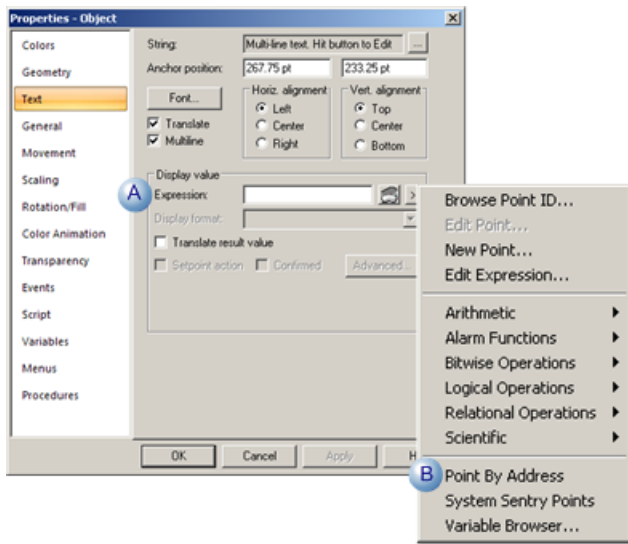 Properties - Object
Colors
Geometry
Text
General
Movement
Scaling
Rotation/Fill
Color Animation
Transparency
Events
Script
Variables
Menus
Procedures
String: Multi-line text. Hit button to Edit ...
Anchor position: 267.75 pt 233.25 pt
Font...
Translate
Multiline
Horiz. alignment
Left
Center
Right
Vert. alignment
Top
Center
Bottom
Display value
A Expression: >
Display format:
Translate result value
Setpoint action Confirmed Advanced...
OK Cancel Apply H
Browse Point ID...
Edit Point...
New Point...
Edit Expression...
Arithmetic
Alarm Functions
Bitwise Operations
Logical Operations
Relational Operations
Scientific
B Point By Address
System Sentry Points
Variable Browser...